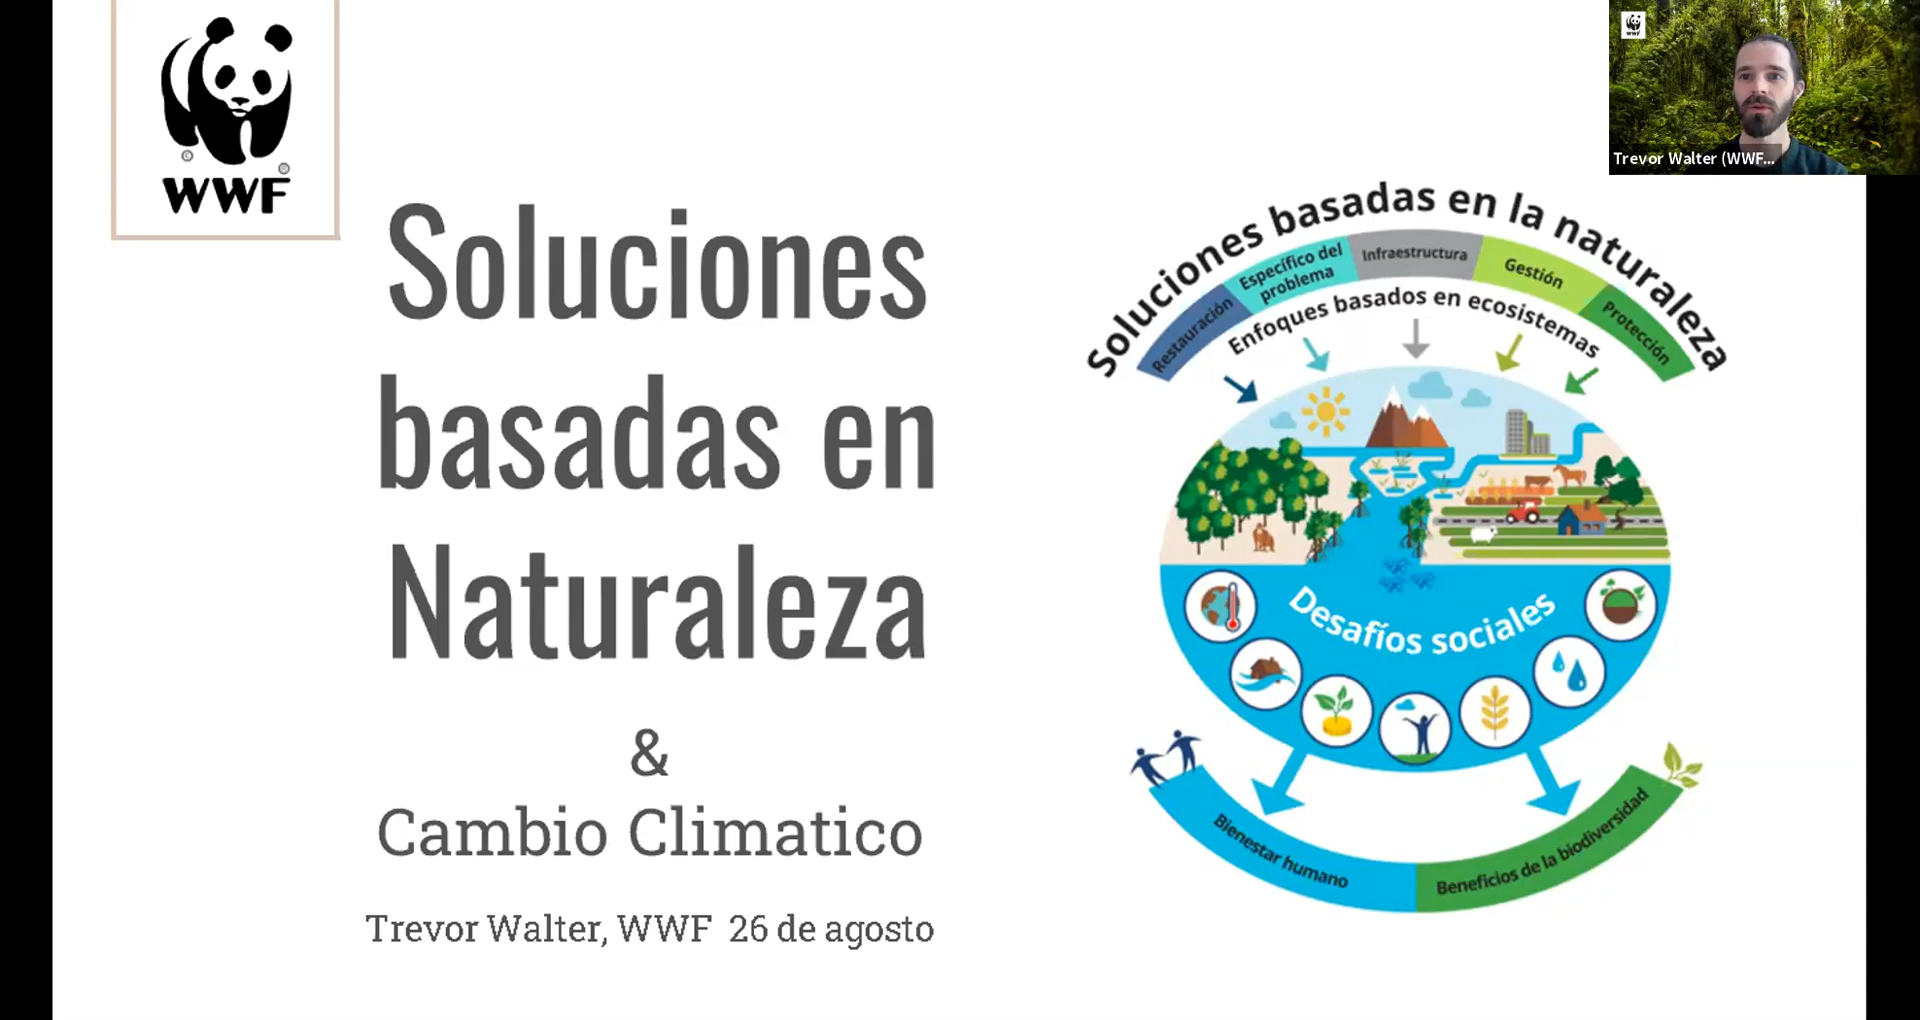 WWF
Soluciones
basadas en
Naturaleza
&
Cambio Climatico
Trevor Walter, WWF 26 de agosto
WWF
Trevor Walter (WWF...
Soluciones basadas en la naturaleza
Restauración
Específico del
problema
Infraestructura
Gestión
Protección
Enfoques basados en ecosistemas
Desafíos sociales
Bienestar humano
Beneficios de la biodiversidad